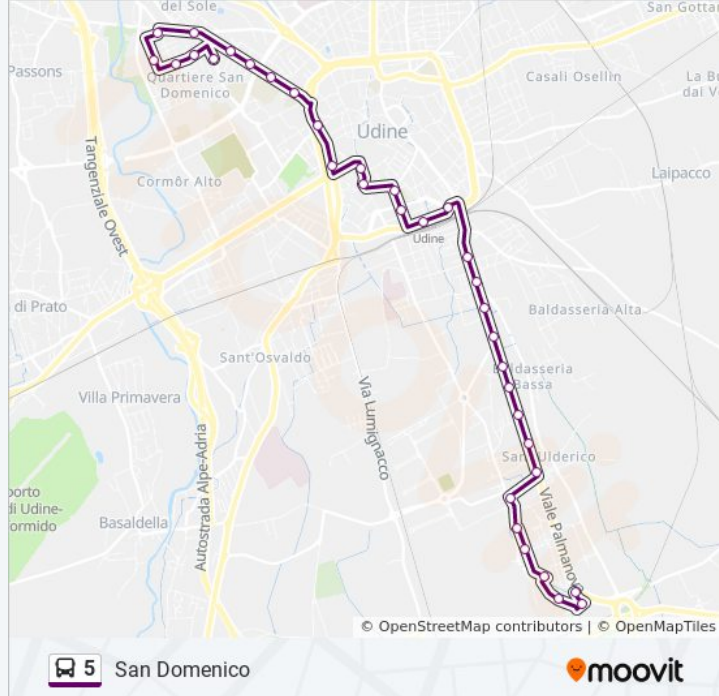 del Sole
San Gotta
Passons
Quartiere San
Domenico
Casali Osellin
La B
dai V
Udine
Tangenziale Ovest
Cormôr Alto
Laipacco
Udine
di Prato
Baldasseria Alta
Sant'Osvaldo
Baldasseria
Bassa
Villa Primavera
Via Lumignacco
San Ulderico
porto
di Udine-
ormido
Basaldella
Autostrada Alpe-Adria
Viale Palmanova
© OpenStreetMap contributors | © OpenMapTiles
5 San Domenico
moovit